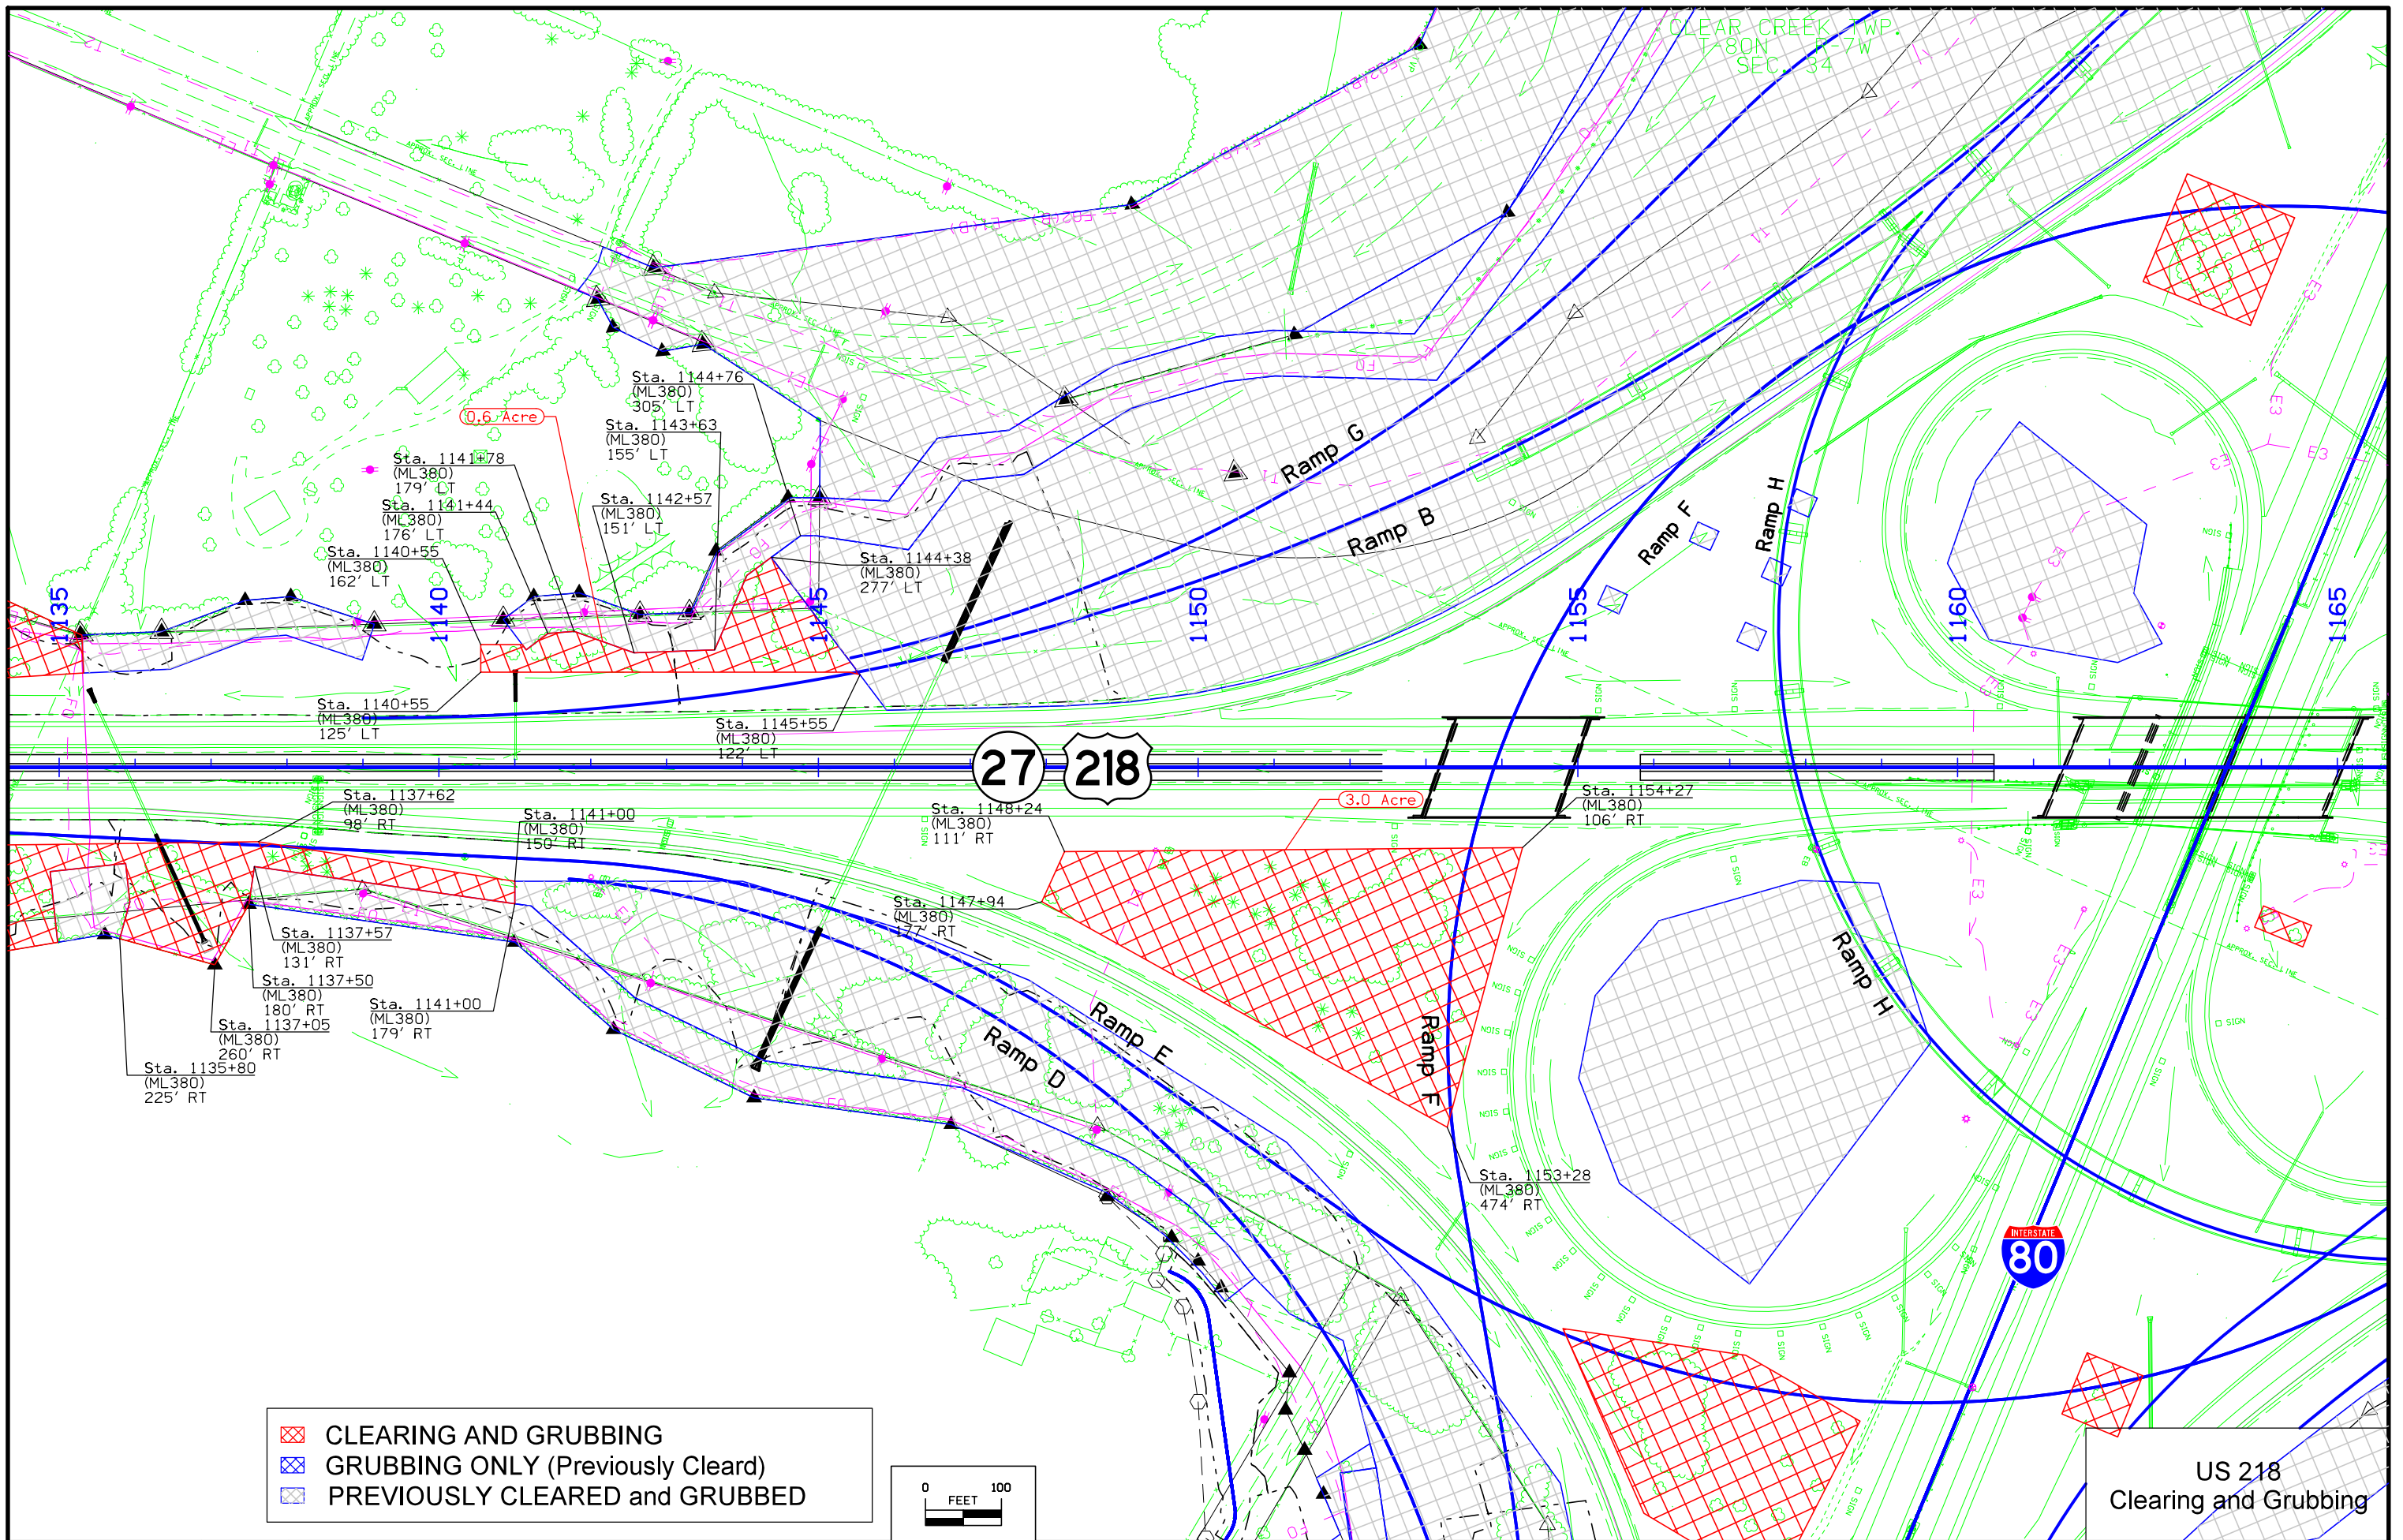 CLEAR CREEK TWP.
T-80N R-7W
SEC. 34
Sta. 1144+76
(ML380)
305' LT
0.6 Acre
Sta. 1143+63
(ML380)
155' LT
Sta. 1141+78
(ML380)
179' LT
Sta. 1141+44
(ML380)
176' LT
Sta. 1142+57
(ML380)
151' LT
Sta. 1140+55
(ML380)
162' LT
Sta. 1144+38
(ML380)
277' LT
Ramp G
Ramp B
Ramp F
Ramp H
1135
1140
1145
1150
1155
1160
1165
Sta. 1140+55
(ML380)
125' LT
Sta. 1145+55
(ML380)
122' LT
27
218
Sta. 1137+62
(ML380)
98' RT
Sta. 1141+00
(ML380)
150' RT
Sta. 1148+24
(ML380)
111' RT
3.0 Acre
Sta. 1154+27
(ML380)
106' RT
Sta. 1147+94
(ML380)
177' RT
Sta. 1137+57
(ML380)
131' RT
Sta. 1137+50
(ML380)
180' RT
Sta. 1141+00
(ML380)
179' RT
Sta. 1137+05
(ML380)
260' RT
Sta. 1135+80
(ML380)
225' RT
Ramp E
Ramp D
Ramp F
Ramp H
Sta. 1153+28
(ML380)
474' RT
INTERSTATE
80
CLEARING AND GRUBBING
GRUBBING ONLY (Previously Cleard)
PREVIOUSLY CLEARED and GRUBBED
0 100
FEET
US 218
Clearing and Grubbing